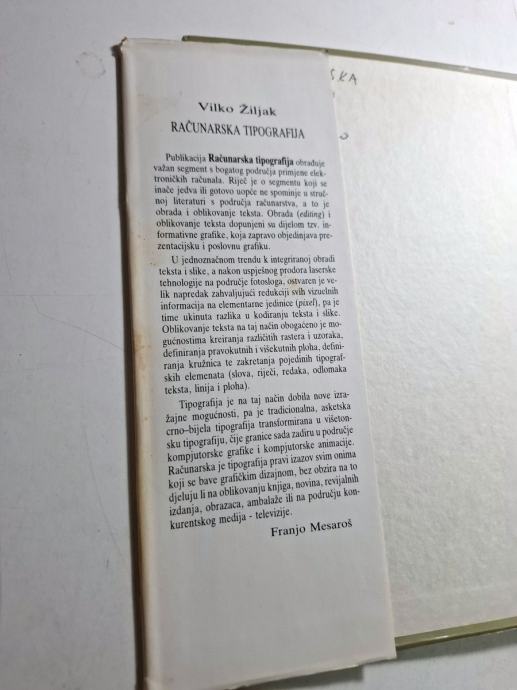 Vilko Žiljak
RAČUNARSKA TIPOGRAFIJA
Publikacija Računarska tipografija obrađuje
važan segment s bogatog područja primjene elek-
troničkih računala. Riječ je o segmentu koji se
inače jedva ili gotovo uopće ne spominje u struč-
noj literaturi s područja računarstva, a to je
obrada i oblikovanje teksta. Obrada (editing) i
oblikovanje teksta dopunjeni su dijelom tzv. in-
formativne grafike, koja zapravo objedinjava pre-
zentacijsku i poslovnu grafiku.
U jednoznačnom trendu k integriranoj obradi
teksta i slike, a nakon uspješnog prodora laserske
tehnologije na područje fotosloga, ostvaren je ve-
lik napredak zahvaljujući redukciji svih vizuelnih
informacija na elementarne jedinice (pixel), pa je
time ukinuta razlika u kodiranju teksta i slike.
Oblikovanje teksta na taj način obogaćeno je mo-
gućnostima kreiranja različitih rastera i uzoraka,
definiranja pravokutnih i višekutnih ploha, defini-
ranja kružnica te zakretanja pojedinih tipograf-
skih elemenata (slova, riječi, redaka, odlomaka
teksta, linija i ploha).
Tipografija je na taj način dobila nove izra-
žajne mogućnosti, pa je tradicionalna, asketska
crno–bijela tipografija transformirana u višeton-
sku tipografiju, čije granice sada zadiru u područje
kompjutorske grafike i kompjutorske animacije.
Računarska je tipografija pravi izazov svim onima
koji se bave grafičkim dizajnom, bez obzira na to
djeluju li na oblikovanju knjiga, novina, revijalnih
izdanja, obrazaca, ambalaže ili na području kon-
kurentskog medija - televizije.
Franjo Mesaroš